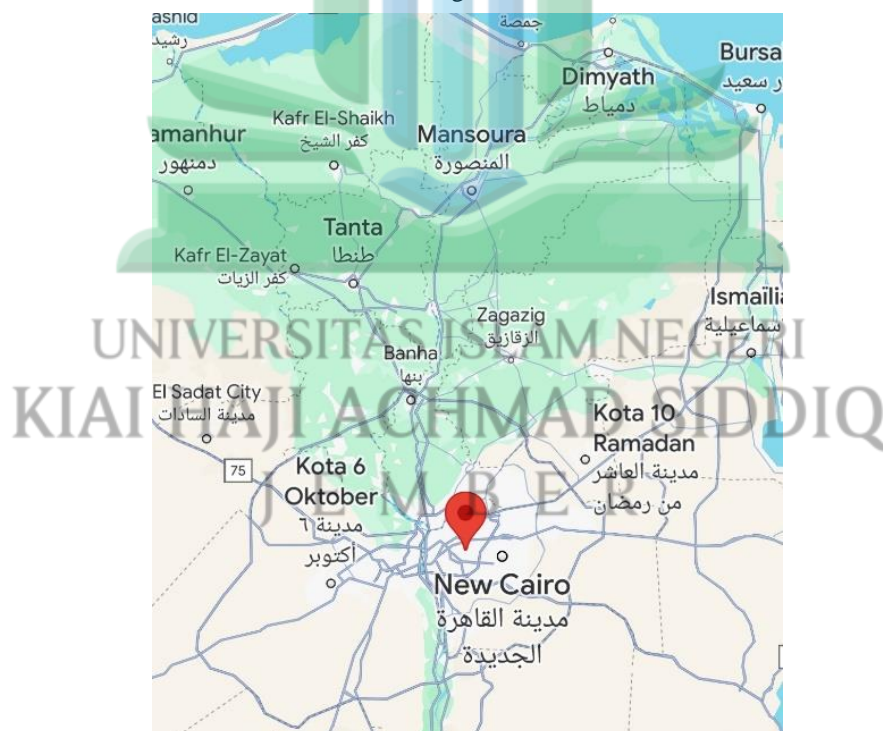 جمصة
ashid
رشيد
Bursa
ر سعيد
Dimyath
دمياط
Kafr El-Shaikh
كفر الشيخ
amanhur
دمنهور
Mansoura
المنصورة
Tanta
طنطا
Kafr El-Zayat
كفر الزيات
Ismaïlia
سماعيلية
Zagazig
الزقازيق
UNIVERSITAS ISLAM NEGERI
Banha
بنها
El Sadat City
مدينة السادات
KIAI HAJI ACHMAD SIDDIQ
Kota 10
Ramadan
مدينة العاشر
من رمضان
75
Kota 6
Oktober
مدينة ٦
أكتوبر
JEMBER
New Cairo
مدينة القاهرة
الجديدة